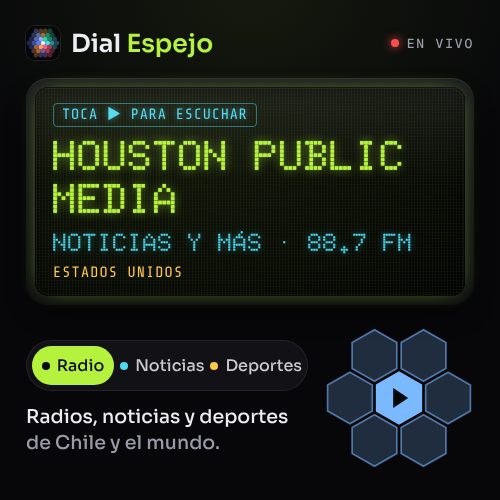 Dial Espejo
EN VIVO
TOCA ▶ PARA ESCUCHAR
HOUSTON PUBLIC
MEDIA
NOTICIAS Y MÁS · 88.7 FM
ESTADOS UNIDOS
Radio
Noticias
Deportes
Radios, noticias y deportes
de Chile y el mundo.